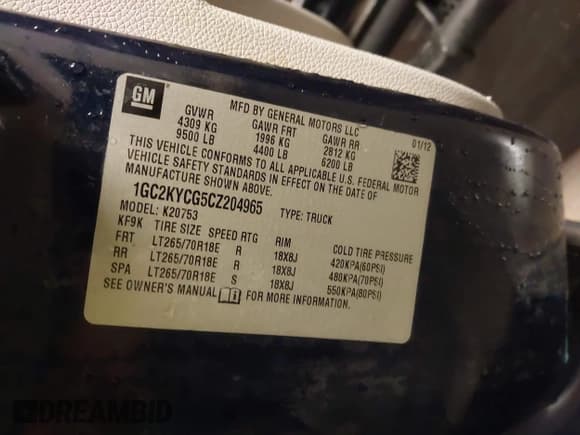 GM
MFD BY GENERAL MOTORS LLC
01/12
GVWR GAWR FRT GAWR RR
4309 KG 1996 KG 2812 KG
9500 LB 4400 LB 6200 LB
THIS VEHICLE CONFORMS TO ALL APPLICABLE U.S. FEDERAL MOTOR
VEHICLE SAFETY STANDARDS IN EFFECT ON THE DATE OF
MANUFACTURE SHOWN ABOVE.
1GC2KYCG5CZ204965 TYPE: TRUCK
MODEL: K20753
KF9K TIRE SIZE SPEED RTG RIM COLD TIRE PRESSURE
FRT LT265/70R18E R 18X8J 420KPA(60PSI)
RR LT265/70R18E R 18X8J 480KPA(70PSI)
SPA LT265/70R18E S 18X8J 550KPA(80PSI)
SEE OWNER'S MANUAL FOR MORE INFORMATION.
DREAMBID